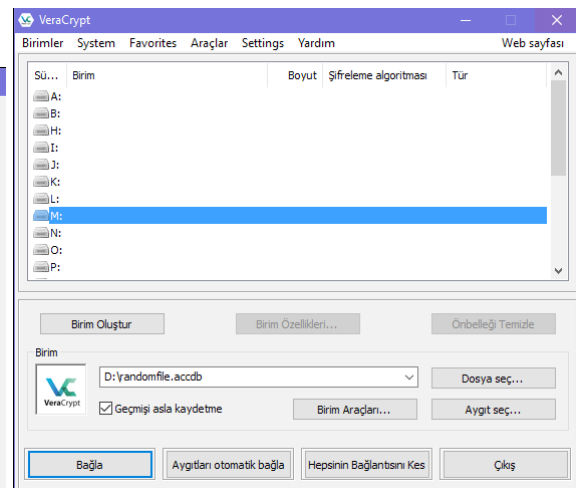 VeraCrypt
Birimler System Favorites Araçlar Settings Yardım Web sayfası
Sü... Birim Boyut Şifreleme algoritması Tür
A:
B:
H:
I:
J:
K:
L:
M:
N:
O:
P:
Birim Oluştur Birim Özellikleri... Önbelleği Temizle
Birim
D:\randomfile.accdb Dosya seç...
VeraCrypt Geçmişi asla kaydetme Birim Araçları... Aygıt seç...
Bağla Aygıtları otomatik bağla Hepsinin Bağlantısını Kes Çıkış